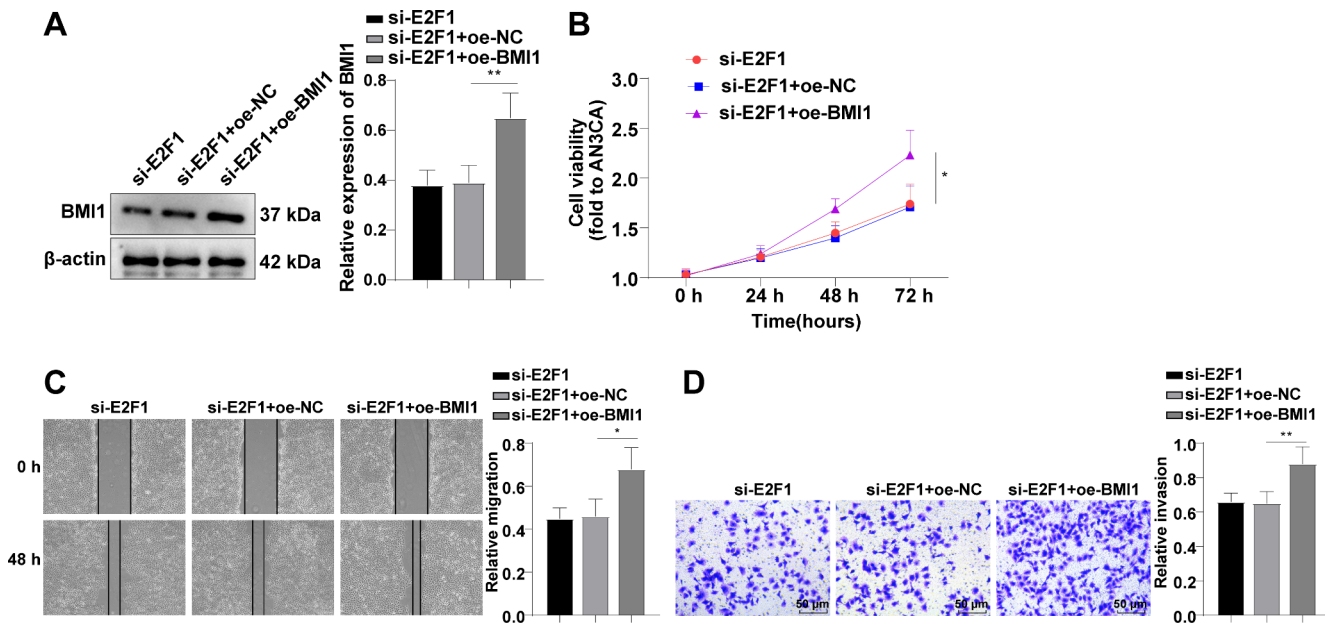 A
si-E2F1
si-E2F1+oe-NC
si-E2F1+oe-BMI1
BMI1
37 kDa
β-actin
42 kDa
si-E2F1
si-E2F1+oe-NC
si-E2F1+oe-BMI1
Relative expression of BMI1
0.8
0.6
0.4
0.2
0.0
**
B
si-E2F1
si-E2F1+oe-NC
si-E2F1+oe-BMI1
Cell viability
(fold to AN3CA)
3.0
2.5
2.0
1.5
1.0
*
0 h 24 h 48 h 72 h
Time(hours)
C
si-E2F1 si-E2F1+oe-NC si-E2F1+oe-BMI1
0 h
48 h
si-E2F1
si-E2F1+oe-NC
si-E2F1+oe-BMI1
Relative migration
0.8
0.6
0.4
0.2
0.0
*
D
si-E2F1 si-E2F1+oe-NC si-E2F1+oe-BMI1
50 μm 50 μm 50 μm
si-E2F1
si-E2F1+oe-NC
si-E2F1+oe-BMI1
Relative invasion
1.0
0.8
0.6
0.4
0.2
0.0
**